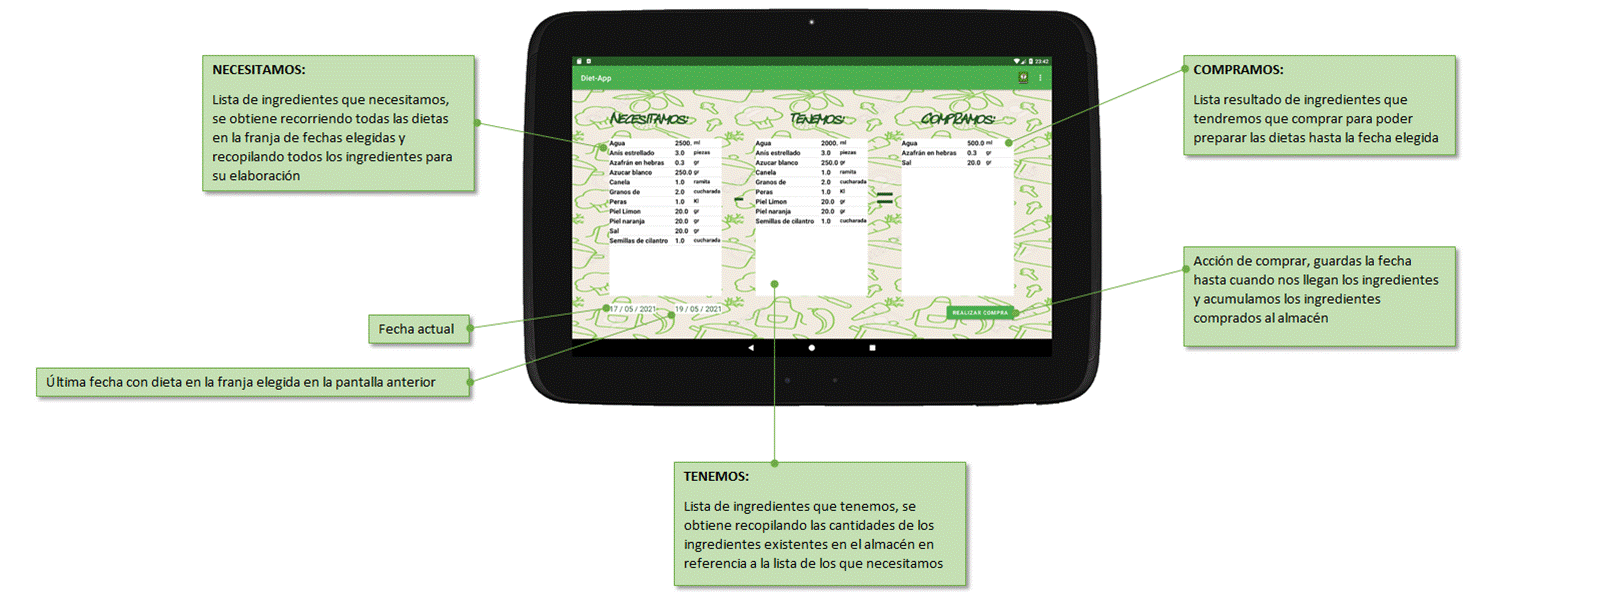 NECESITAMOS:
Lista de ingredientes que necesitamos,
se obtiene recorriendo todas las dietas
en la franja de fechas elegidas y
recopilando todos los ingredientes para
su elaboración
Fecha actual
Última fecha con dieta en la franja elegida en la pantalla anterior
23:42
Diet-App
NECESITAMOS:
Agua 2500. ml
Anis estrellado 3.0 piezas
Azafrán en hebras 0.3 gr
Azucar blanco 250.0 gr
Canela 1.0 ramita
Granos de 2.0 cucharada
Peras 1.0 Kl
Piel Limon 20.0 gr
Piel naranja 20.0 gr
Sal 20.0 gr
Semillas de cilantro 1.0 cucharada
17 / 05 / 2021
19 / 05 / 2021
-
TENEMOS:
Agua 2000. ml
Anis estrellado 3.0 piezas
Azucar blanco 250.0 gr
Canela 1.0 ramita
Granos de 2.0 cucharada
Peras 1.0 Kl
Piel Limon 20.0 gr
Piel naranja 20.0 gr
Semillas de cilantro 1.0 cucharada
=
COMPRAMOS:
Agua 500.0 ml
Azafrán en hebras 0.3 gr
Sal 20.0 gr
REALIZAR COMPRA
COMPRAMOS:
Lista resultado de ingredientes que
tendremos que comprar para poder
preparar las dietas hasta la fecha elegida
Acción de comprar, guardas la fecha
hasta cuando nos llegan los ingredientes
y acumulamos los ingredientes
comprados al almacén
TENEMOS:
Lista de ingredientes que tenemos, se
obtiene recopilando las cantidades de los
ingredientes existentes en el almacén en
referencia a la lista de los que necesitamos